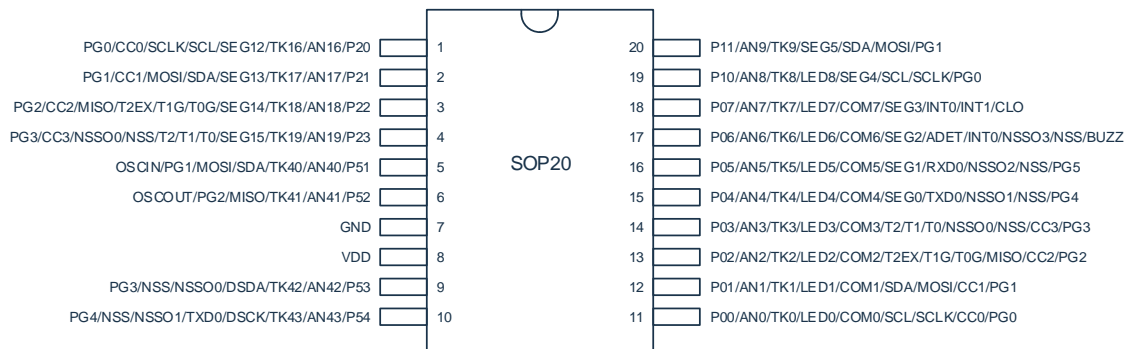 PG0/CC0/SCLK/SCL/SEG12/TK16/AN16/P20 1
PG1/CC1/MOSI/SDA/SEG13/TK17/AN17/P21 2
PG2/CC2/MISO/T2EX/T1G/T0G/SEG14/TK18/AN18/P22 3
PG3/CC3/NSSO0/NSS/T2/T1/T0/SEG15/TK19/AN19/P23 4
OSCIN/PG1/MOSI/SDA/TK40/AN40/P51 5
OSCOUT/PG2/MISO/TK41/AN41/P52 6
GND 7
VDD 8
PG3/NSS/NSSO0/DSDA/TK42/AN42/P53 9
PG4/NSS/NSSO1/TXD0/DSCK/TK43/AN43/P54 10
SOP20
20 P11/AN9/TK9/SEG5/SDA/MOSI/PG1
19 P10/AN8/TK8/LED8/SEG4/SCL/SCLK/PG0
18 P07/AN7/TK7/LED7/COM7/SEG3/INT0/INT1/CLO
17 P06/AN6/TK6/LED6/COM6/SEG2/ADET/INT0/NSSO3/NSS/BUZZ
16 P05/AN5/TK5/LED5/COM5/SEG1/RXD0/NSSO2/NSS/PG5
15 P04/AN4/TK4/LED4/COM4/SEG0/TXD0/NSSO1/NSS/PG4
14 P03/AN3/TK3/LED3/COM3/T2/T1/T0/NSSO0/NSS/CC3/PG3
13 P02/AN2/TK2/LED2/COM2/T2EX/T1G/T0G/MISO/CC2/PG2
12 P01/AN1/TK1/LED1/COM1/SDA/MOSI/CC1/PG1
11 P00/AN0/TK0/LED0/COM0/SCL/SCLK/CC0/PG0